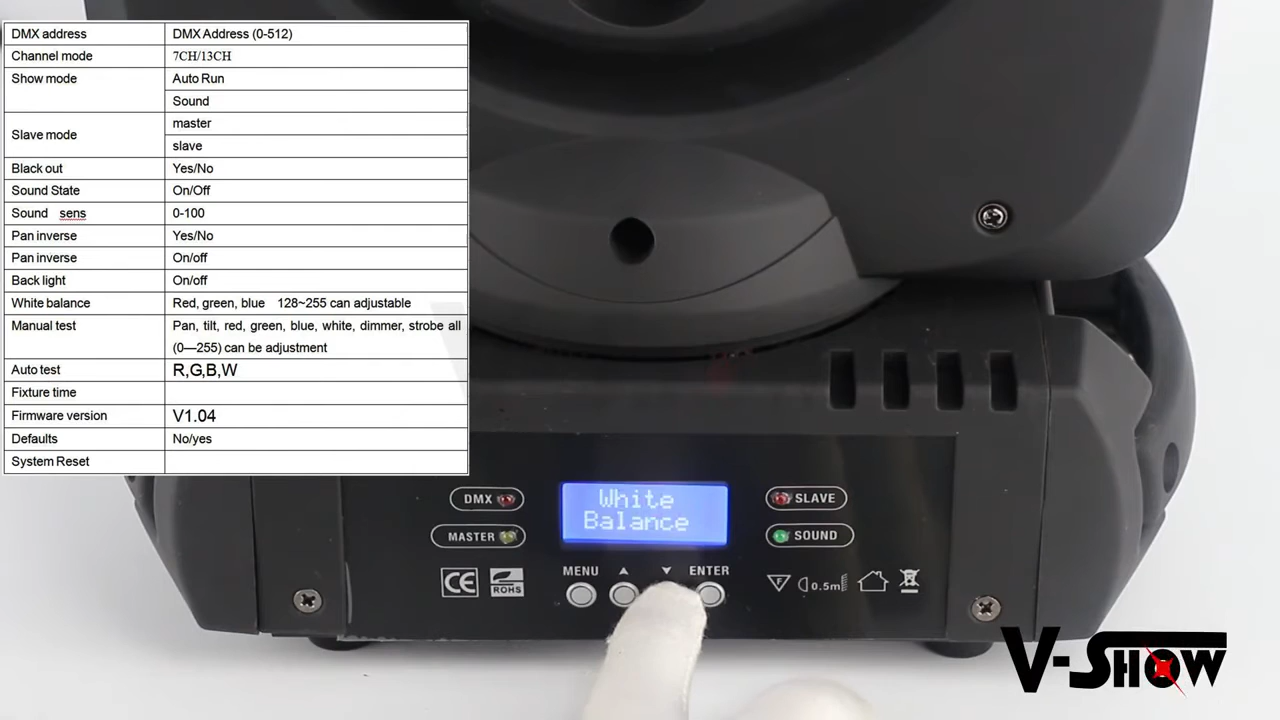 DMX address DMX Address (0-512)
Channel mode 7CH/13CH
Show mode Auto Run
Sound
Slave mode master
slave
Black out Yes/No
Sound State On/Off
Sound sens 0-100
Pan inverse Yes/No
Pan inverse On/off
Back light On/off
White balance Red, green, blue 128~255 can adjustable
Manual test Pan, tilt, red, green, blue, white, dimmer, strobe all
(0—255) can be adjustment
Auto test R,G,B,W
Fixture time
Firmware version V1.04
Defaults No/yes
System Reset
DMX
White
Balance
SLAVE
MASTER
SOUND
MENU ▲ ▼ ENTER
CE
ROHS
F
0.5m
V-SHOW